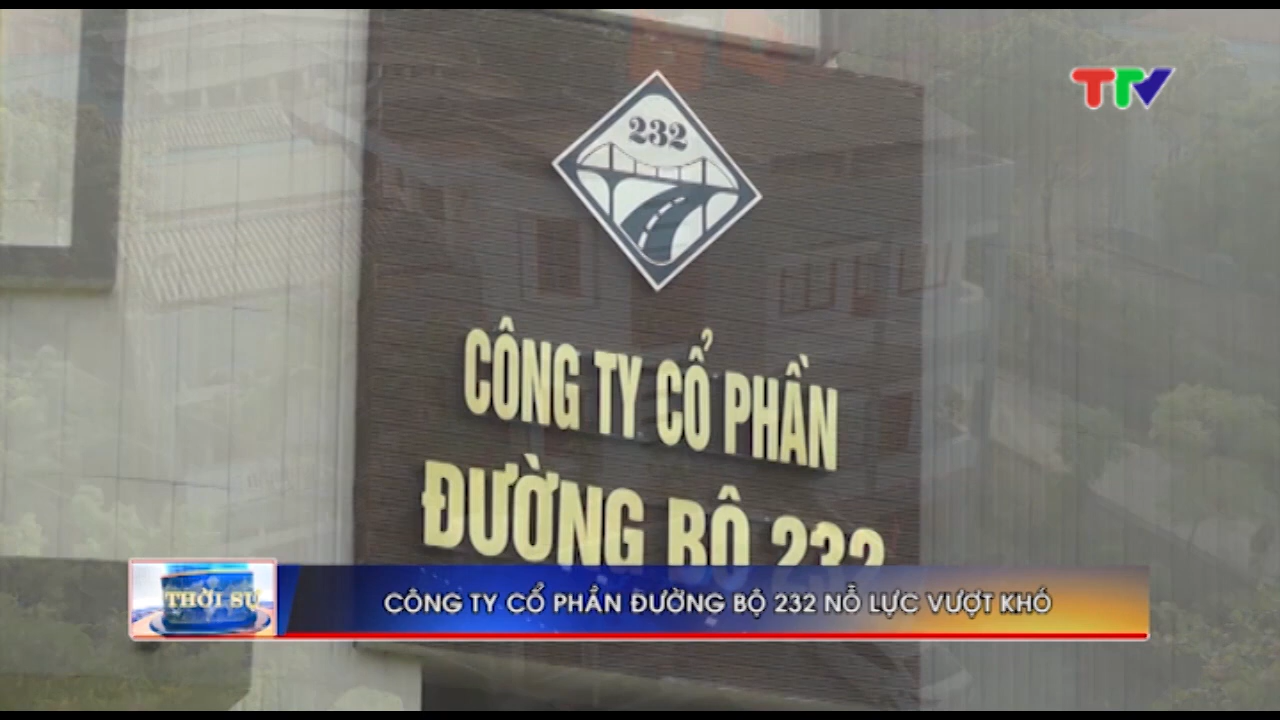 TTV
232
CÔNG TY CỔ PHẦN
ĐƯỜNG BỘ 232
THỜI SỰ
CÔNG TY CỔ PHẦN ĐƯỜNG BỘ 232 NỖ LỰC VƯỢT KHÓ